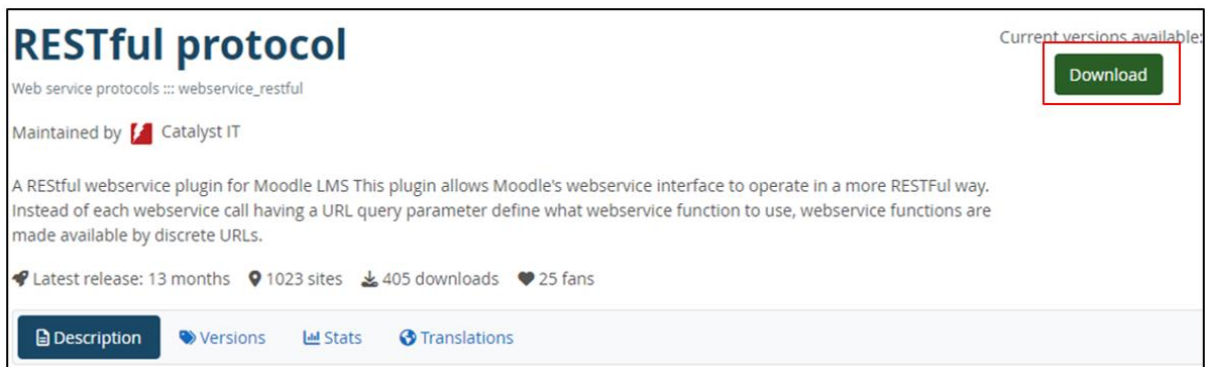 RESTful protocol
Current versions available:
Download
Web service protocols ::: webservice_restful
Maintained by Catalyst IT
A REStful webservice plugin for Moodle LMS This plugin allows Moodle's webservice interface to operate in a more RESTFul way.
Instead of each webservice call having a URL query parameter define what webservice function to use, webservice functions are
made available by discrete URLs.
Latest release: 13 months 1023 sites 405 downloads 25 fans
Description Versions Stats Translations